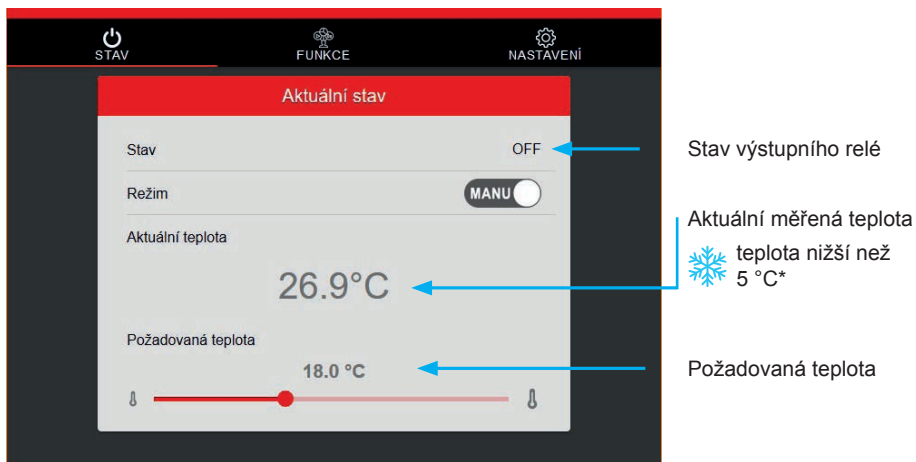 STAV
FUNKCE
NASTAVENÍ
Aktuální stav
Stav
OFF
Stav výstupního relé
Režim
MANU
Aktuální měřená teplota
Aktuální teplota
teplota nižší než
5 °C*
26.9°C
Požadovaná teplota
18.0 °C
Požadovaná teplota